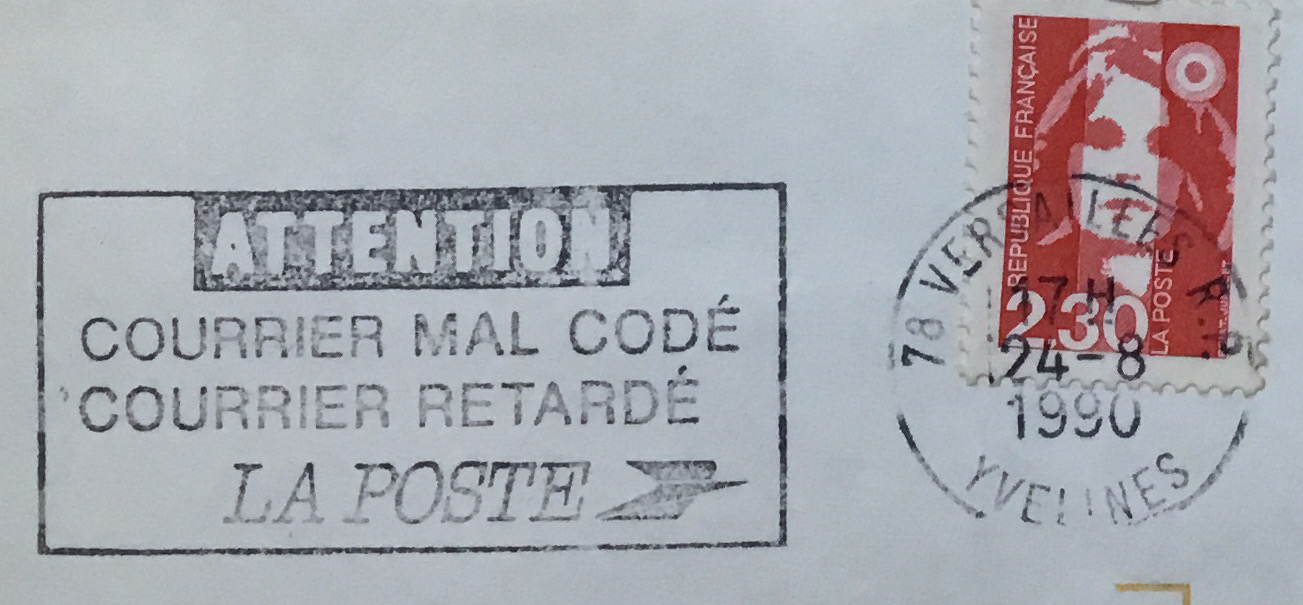 ATTENTION
COURRIER MAL CODÉ
COURRIER RETARDÉ
LA POSTE
RÉPUBLIQUE FRANÇAISE
2,30
LA POSTE
78 VERSAILLES R.P.
17 H
24-8
1990
YVELINES